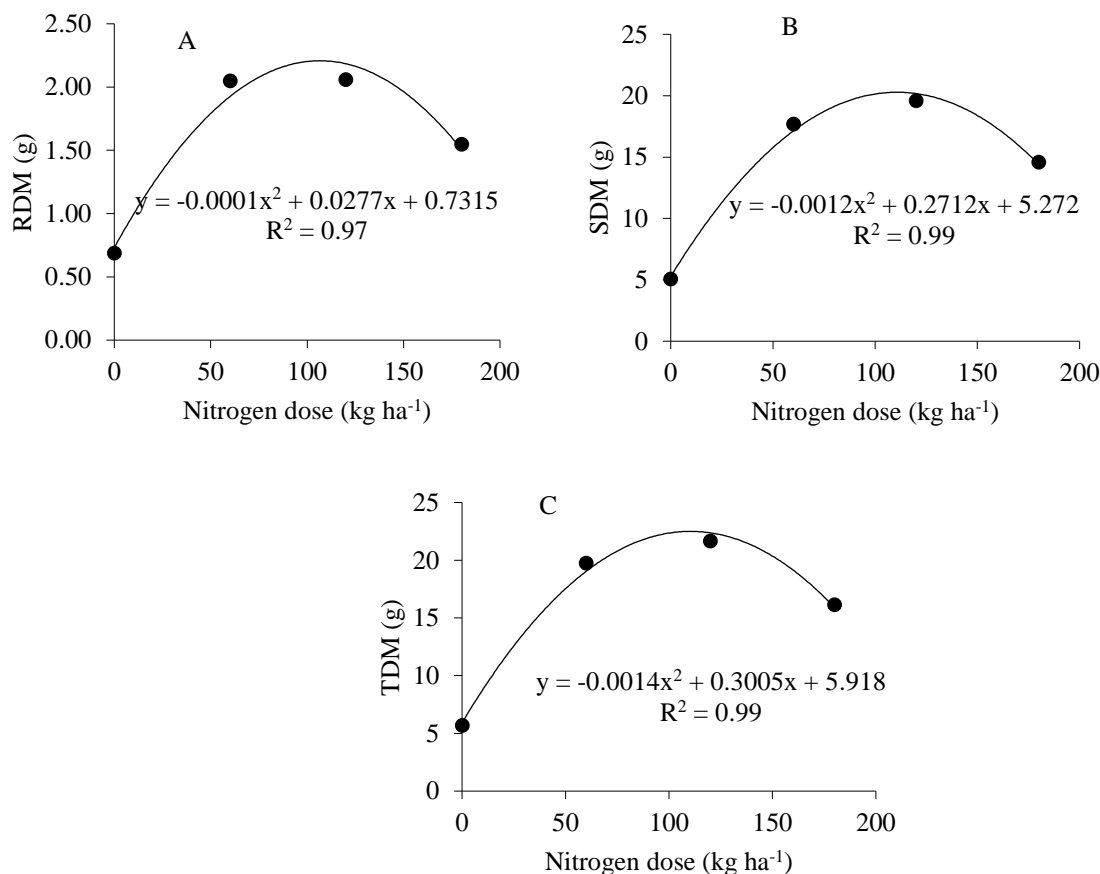 A
2.50
2.00
1.50
1.00
0.50
0.00
RDM (g)
y = -0.0001x² + 0.0277x + 0.7315
R² = 0.97
0 50 100 150 200
Nitrogen dose (kg ha⁻¹)
B
25
20
15
10
5
0
SDM (g)
y = -0.0012x² + 0.2712x + 5.272
R² = 0.99
0 50 100 150 200
Nitrogen dose (kg ha⁻¹)
C
25
20
15
10
5
0
TDM (g)
y = -0.0014x² + 0.3005x + 5.918
R² = 0.99
0 50 100 150 200
Nitrogen dose (kg ha⁻¹)